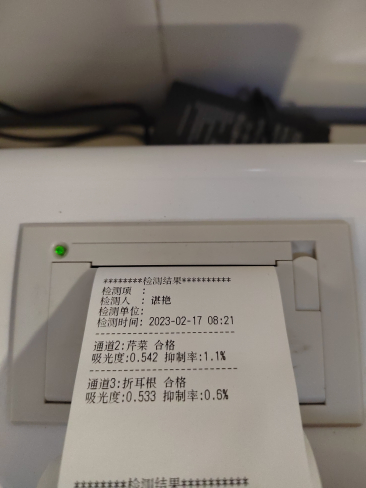 ********检测结果**********
检测项 :
检测人 : 谌艳
检测单位:
检测时间: 2023-02-17 08:21
------------------------
通道2:芹菜 合格
吸光度:0.542 抑制率:1.1%
------------------------
通道3:折耳根 合格
吸光度:0.533 抑制率:0.6%
********检测结果**********